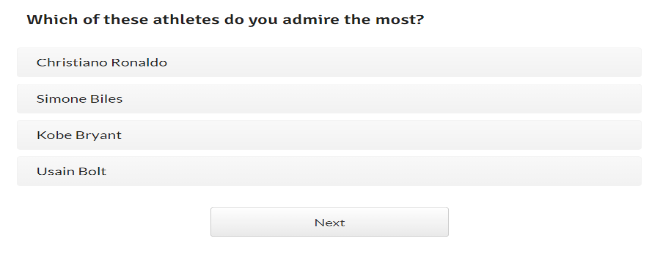 Which of these athletes do you admire the most?
Christiano Ronaldo
Simone Biles
Kobe Bryant
Usain Bolt
Next